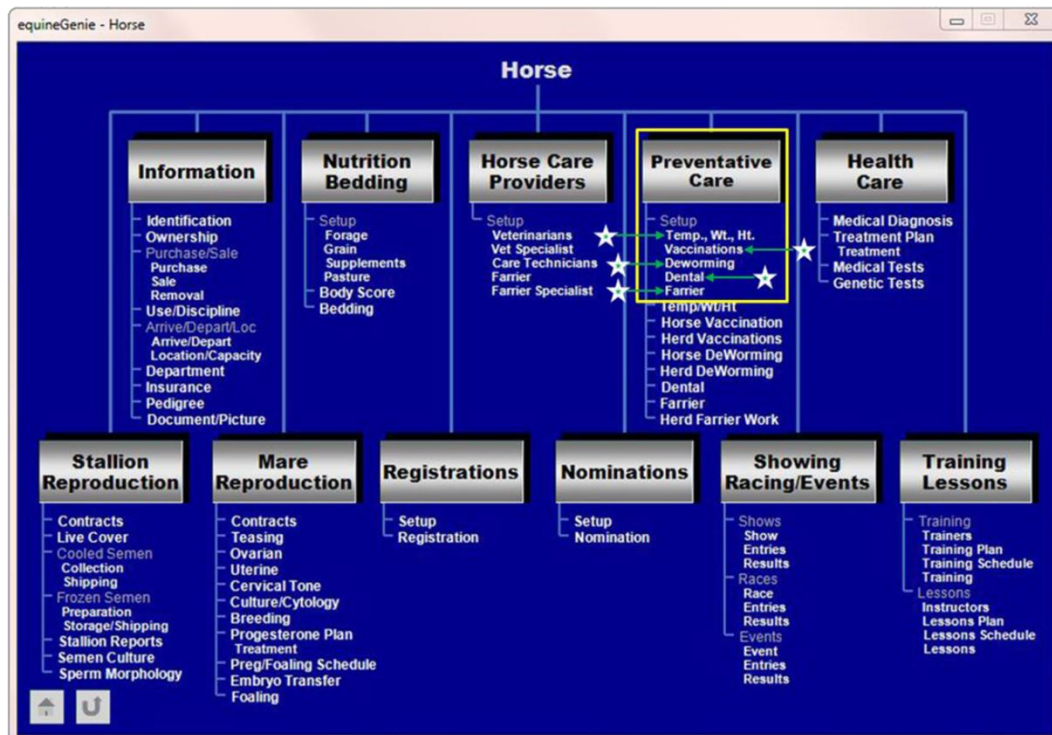 equineGenie - Horse
Horse
Information
Identification
Ownership
Purchase/Sale
Purchase
Sale
Removal
Use/Discipline
Arrive/Depart/Loc
Arrive/Depart
Location/Capacity
Department
Insurance
Pedigree
Document/Picture
Nutrition
Bedding
Setup
Forage
Grain
Supplements
Pasture
Body Score
Bedding
Horse Care
Providers
Setup
Veterinarians
Vet Specialist
Care Technicians
Farrier
Farrier Specialist
Preventative
Care
Setup
Temp., Wt., Ht.
Vaccinations
Deworming
Dental
Farrier
Temp/Wt/Ht
Horse Vaccination
Herd Vaccinations
Horse DeWorming
Herd DeWorming
Dental
Farrier
Herd Farrier Work
Health
Care
Medical Diagnosis
Treatment Plan
Treatment
Medical Tests
Genetic Tests
Stallion
Reproduction
Contracts
Live Cover
Cooled Semen
Collection
Shipping
Frozen Semen
Preparation
Storage/Shipping
Stallion Reports
Semen Culture
Sperm Morphology
Mare
Reproduction
Contracts
Teasing
Ovarian
Uterine
Cervical Tone
Culture/Cytology
Breeding
Progesterone Plan
Treatment
Preg/Foaling Schedule
Embryo Transfer
Foaling
Registrations
Setup
Registration
Nominations
Setup
Nomination
Showing
Racing/Events
Shows
Show
Entries
Results
Races
Race
Entries
Results
Events
Event
Entries
Results
Training
Lessons
Training
Trainers
Training Plan
Training Schedule
Training
Lessons
Instructors
Lessons Plan
Lessons Schedule
Lessons